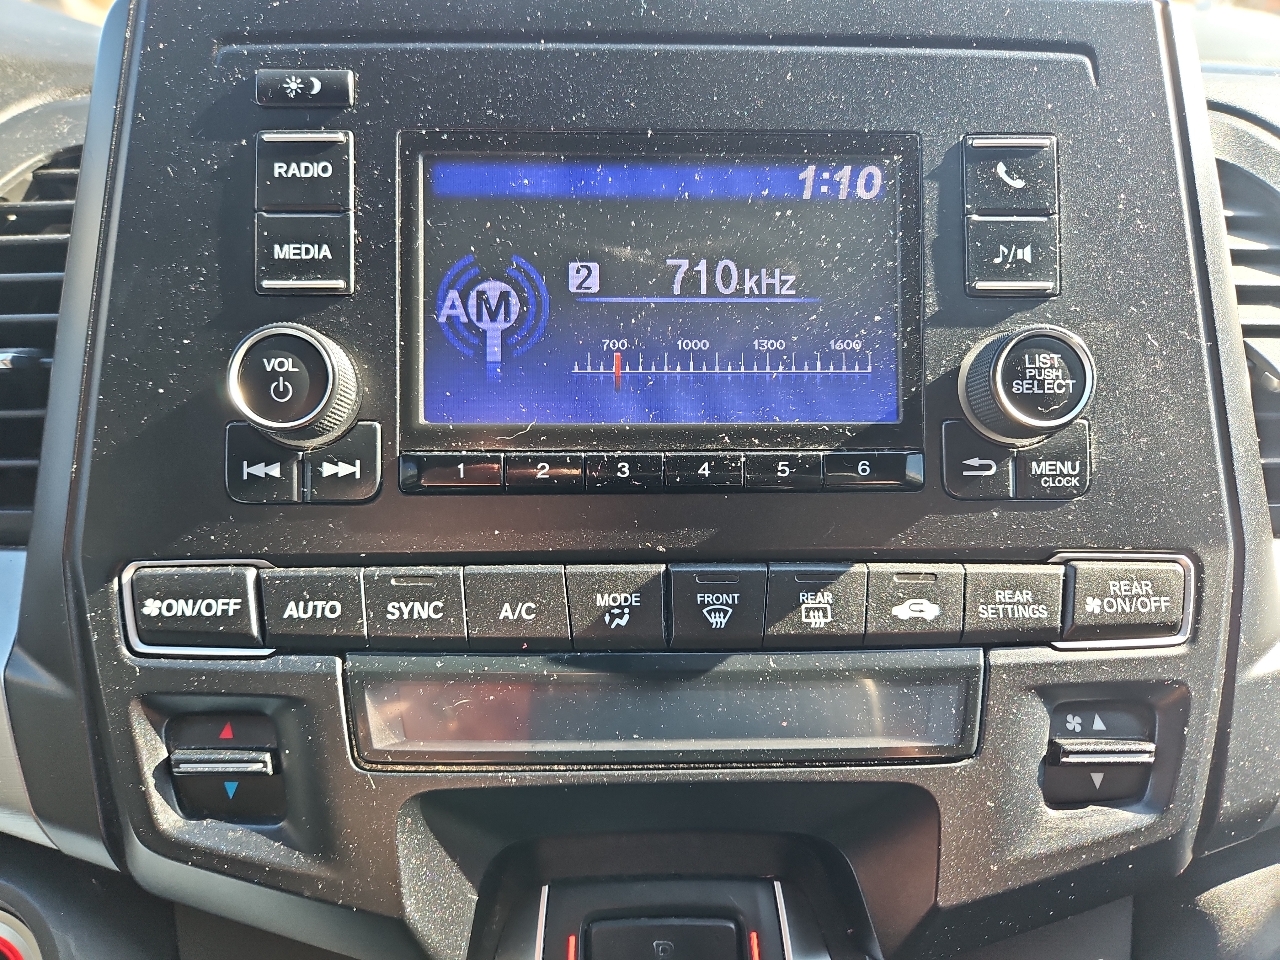 RADIO
MEDIA
VOL
1:10
AM
2 710kHz
700 1000 1300 1600
LIST
PUSH
SELECT
1 2 3 4 5 6
MENU
CLOCK
ON/OFF
AUTO
SYNC
A/C
MODE
FRONT
REAR
REAR
SETTINGS
REAR
ON/OFF